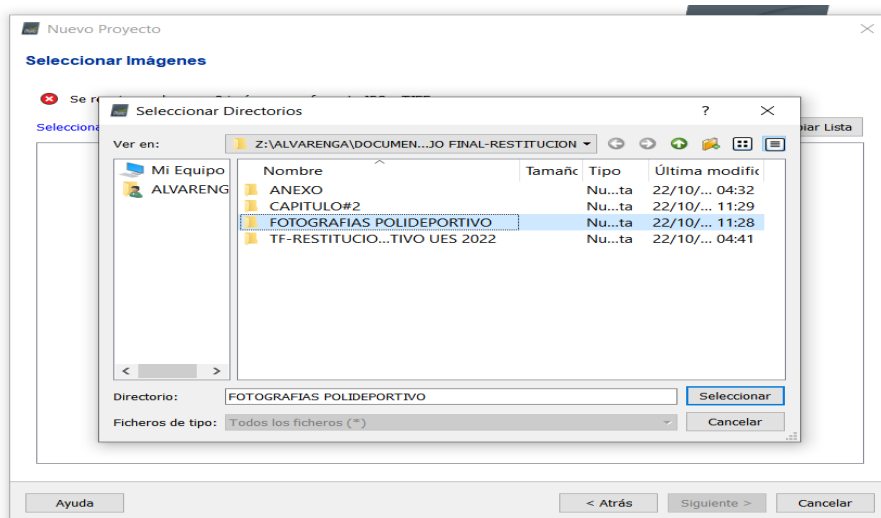 Nuevo Proyecto
Seleccionar Imágenes
Se re
Seleccionar Directorios ?
Selecciona
iar Lista
Ver en: Z:\ALVARENGA\DOCUMEN...JO FINAL-RESTITUCION
Mi Equipo
ALVARENG
Nombre Tamañc Tipo Última modific
ANEXO Nu...ta 22/10/... 04:32
CAPITULO#2 Nu...ta 22/10/... 11:29
FOTOGRAFIAS POLIDEPORTIVO Nu...ta 22/10/... 11:28
TF-RESTITUCIO...TIVO UES 2022 Nu...ta 22/10/... 04:41
Directorio: FOTOGRAFIAS POLIDEPORTIVO Seleccionar
Ficheros de tipo: Todos los ficheros (*) Cancelar
Ayuda < Atrás Siguiente > Cancelar